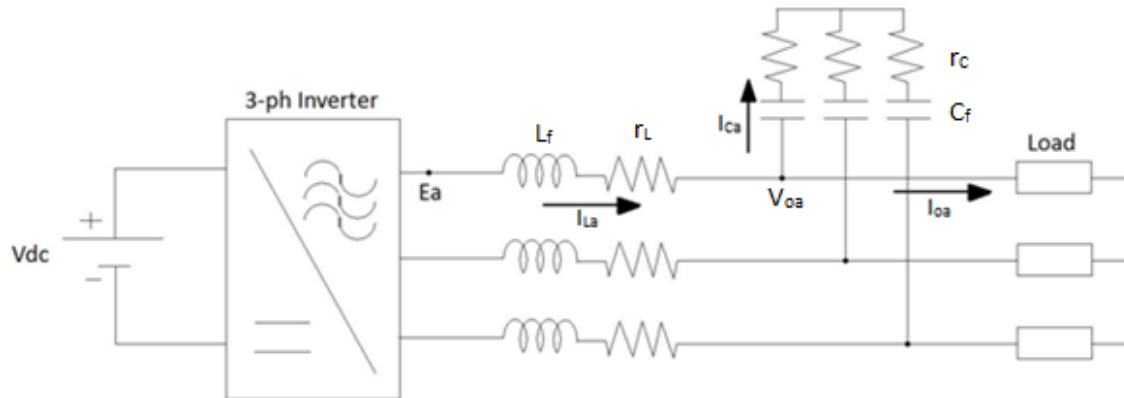 r_C
3-ph Inverter
I_Ca
C_f
L_f
r_L
Load
+
Ea
V_oa
I_La
I_oa
Vdc
−